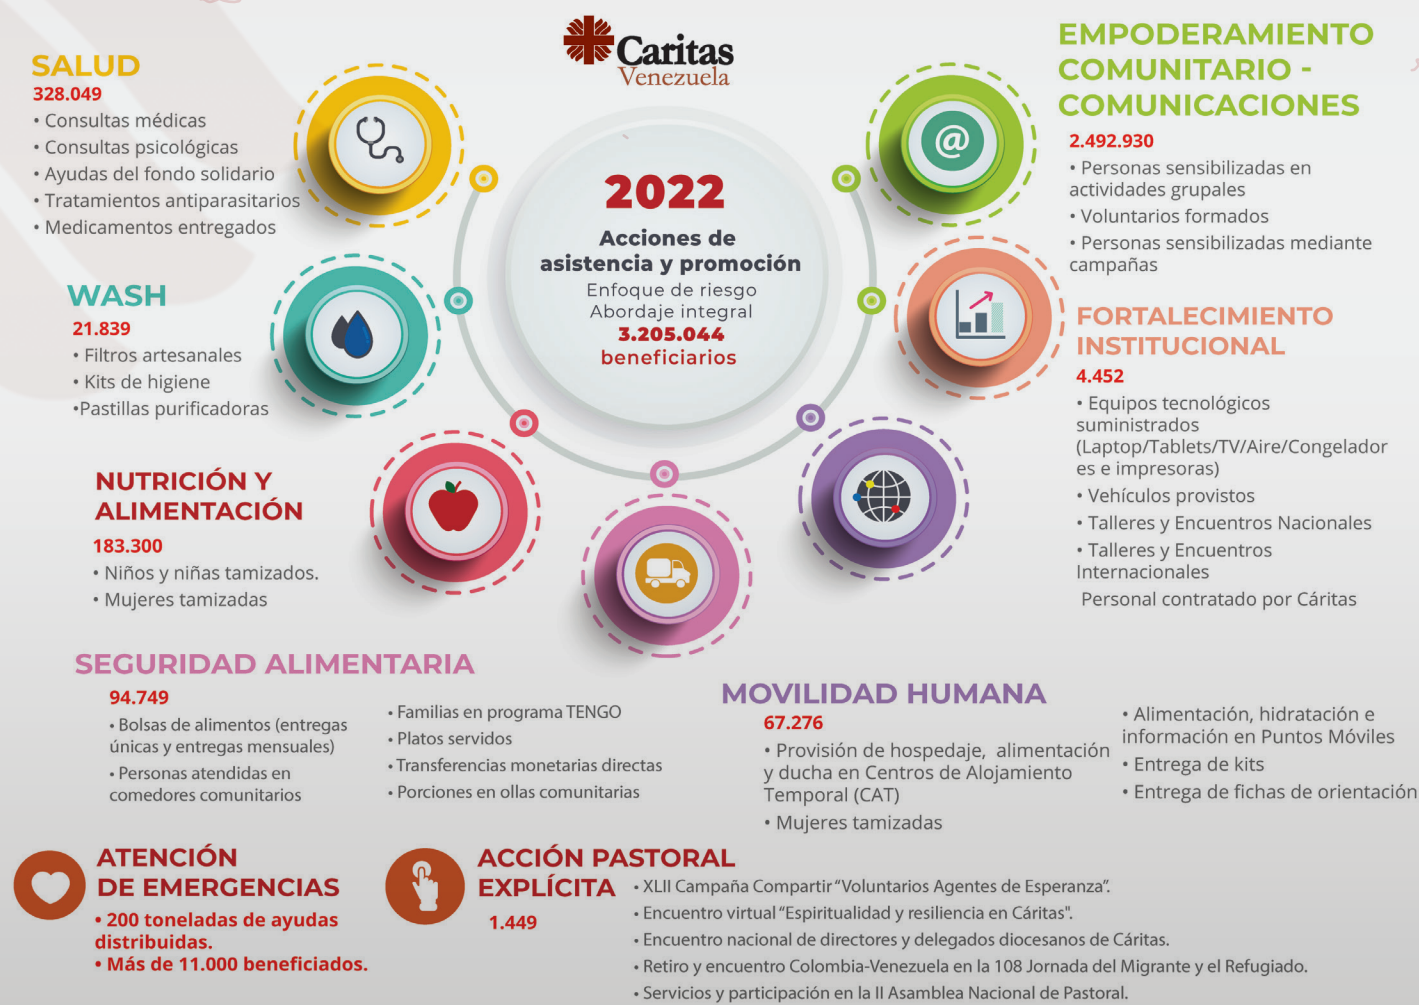 Caritas
Venezuela
SALUD
328.049
• Consultas médicas
• Consultas psicológicas
• Ayudas del fondo solidario
• Tratamientos antiparasitarios
• Medicamentos entregados
WASH
21.839
• Filtros artesanales
• Kits de higiene
•Pastillas purificadoras
NUTRICIÓN Y
ALIMENTACIÓN
183.300
• Niños y niñas tamizados.
• Mujeres tamizadas
2022
Acciones de
asistencia y promoción
Enfoque de riesgo
Abordaje integral
3.205.044
beneficiarios
@
EMPODERAMIENTO
COMUNITARIO -
COMUNICACIONES
2.492.930
• Personas sensibilizadas en
actividades grupales
• Voluntarios formados
• Personas sensibilizadas mediante
campañas
FORTALECIMIENTO
INSTITUCIONAL
4.452
• Equipos tecnológicos
suministrados
(Laptop/Tablets/TV/Aire/Congelador
es e impresoras)
• Vehículos provistos
• Talleres y Encuentros Nacionales
• Talleres y Encuentros
Internacionales
Personal contratado por Cáritas
SEGURIDAD ALIMENTARIA
94.749
• Bolsas de alimentos (entregas
únicas y entregas mensuales)
• Personas atendidas en
comedores comunitarios
• Familias en programa TENGO
• Platos servidos
• Transferencias monetarias directas
• Porciones en ollas comunitarias
MOVILIDAD HUMANA
67.276
• Provisión de hospedaje, alimentación
y ducha en Centros de Alojamiento
Temporal (CAT)
• Mujeres tamizadas
• Alimentación, hidratación e
información en Puntos Móviles
• Entrega de kits
• Entrega de fichas de orientación
ATENCIÓN
DE EMERGENCIAS
• 200 toneladas de ayudas
distribuidas.
• Más de 11.000 beneficiados.
ACCIÓN PASTORAL
EXPLÍCITA
1.449
• XLII Campaña Compartir "Voluntarios Agentes de Esperanza".
• Encuentro virtual "Espiritualidad y resiliencia en Cáritas".
• Encuentro nacional de directores y delegados diocesanos de Cáritas.
• Retiro y encuentro Colombia-Venezuela en la 108 Jornada del Migrante y el Refugiado.
• Servicios y participación en la II Asamblea Nacional de Pastoral.